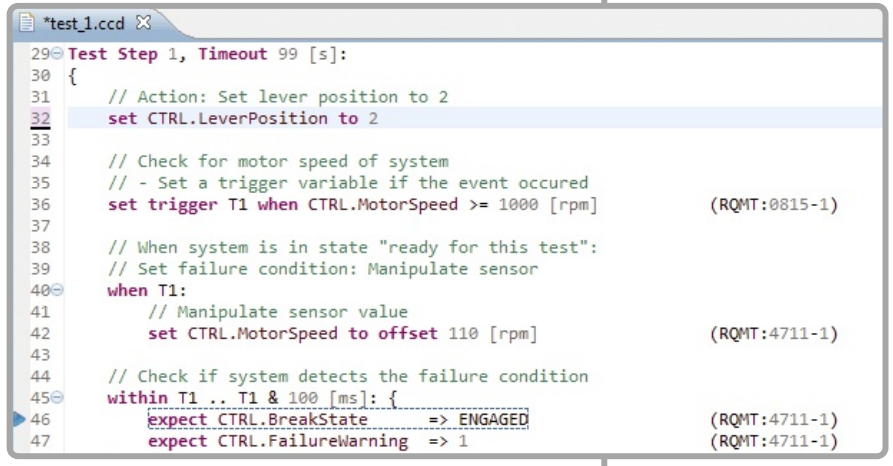 *test_1.ccd
29 Test Step 1, Timeout 99 [s]:
30 {
31 // Action: Set lever position to 2
32 set CTRL.LeverPosition to 2
33
34 // Check for motor speed of system
35 // - Set a trigger variable if the event occured
36 set trigger T1 when CTRL.MotorSpeed >= 1000 [rpm] (RQMT:0815-1)
37
38 // When system is in state "ready for this test":
39 // Set failure condition: Manipulate sensor
40 when T1:
41 // Manipulate sensor value
42 set CTRL.MotorSpeed to offset 110 [rpm] (RQMT:4711-1)
43
44 // Check if system detects the failure condition
45 within T1 .. T1 & 100 [ms]: {
46 expect CTRL.BreakState => ENGAGED (RQMT:4711-1)
47 expect CTRL.FailureWarning => 1 (RQMT:4711-1)